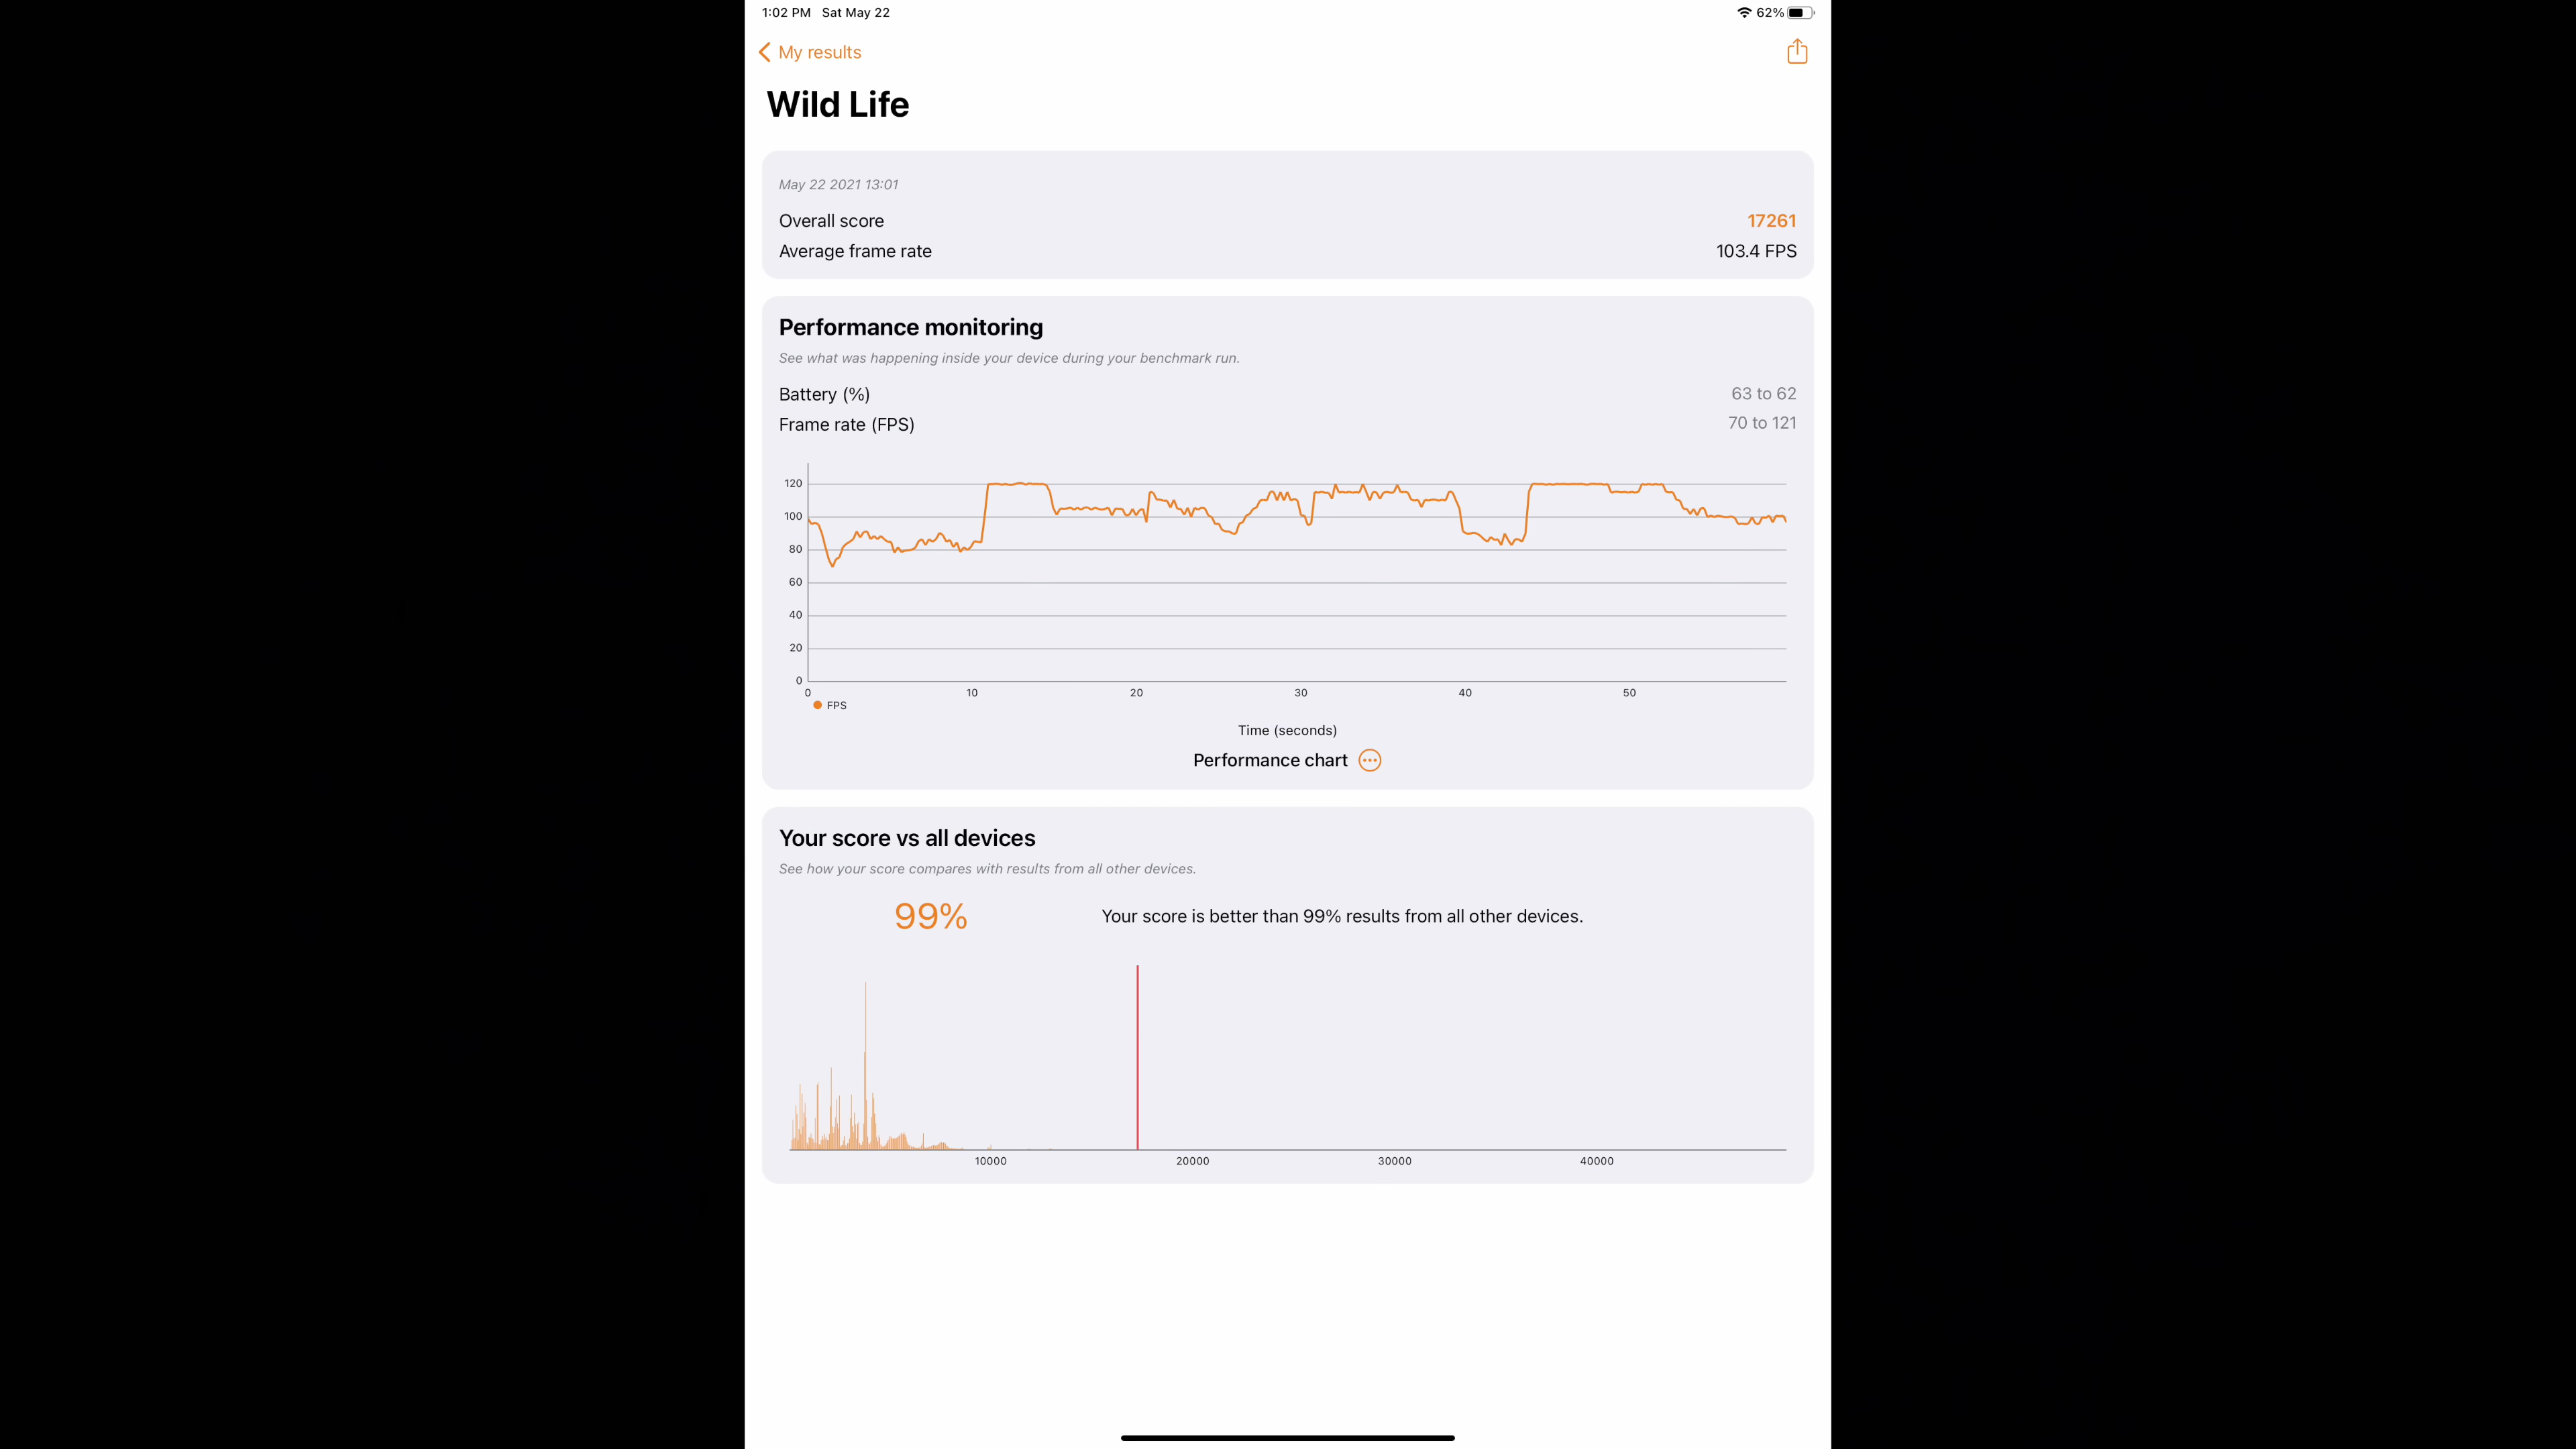 1:02 PM Sat May 22 62%
My results
Wild Life
May 22 2021 13:01
Overall score 17261
Average frame rate 103.4 FPS
Performance monitoring
See what was happening inside your device during your benchmark run.
Battery (%) 63 to 62
Frame rate (FPS) 70 to 121
120
100
80
60
40
20
0
0 10 20 30 40 50
FPS
Time (seconds)
Performance chart
Your score vs all devices
See how your score compares with results from all other devices.
99% Your score is better than 99% results from all other devices.
10000 20000 30000 40000